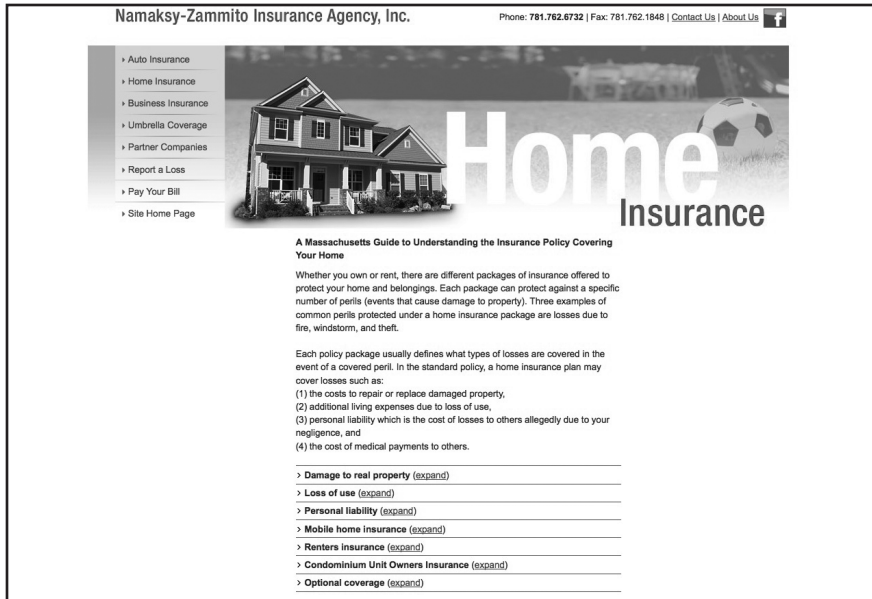 Namaksy-Zammito Insurance Agency, Inc.
Phone: 781.762.6732 | Fax: 781.762.1848 | Contact Us | About Us f
Auto Insurance
Home Insurance
Business Insurance
Umbrella Coverage
Partner Companies
Report a Loss
Pay Your Bill
Site Home Page
Home
Insurance
A Massachusetts Guide to Understanding the Insurance Policy Covering
Your Home
Whether you own or rent, there are different packages of insurance offered to
protect your home and belongings. Each package can protect against a specific
number of perils (events that cause damage to property). Three examples of
common perils protected under a home insurance package are losses due to
fire, windstorm, and theft.
Each policy package usually defines what types of losses are covered in the
event of a covered peril. In the standard policy, a home insurance plan may
cover losses such as:
(1) the costs to repair or replace damaged property,
(2) additional living expenses due to loss of use,
(3) personal liability which is the cost of losses to others allegedly due to your
negligence, and
(4) the cost of medical payments to others.
> Damage to real property (expand)
> Loss of use (expand)
> Personal liability (expand)
> Mobile home insurance (expand)
> Renters insurance (expand)
> Condominium Unit Owners Insurance (expand)
> Optional coverage (expand)